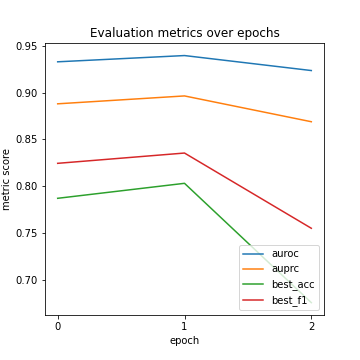 Evaluation metrics over epochs
0.95
0.90
0.85
0.80
0.75
0.70
metric score
auroc
auprc
best_acc
best_f1
0 1 2
epoch